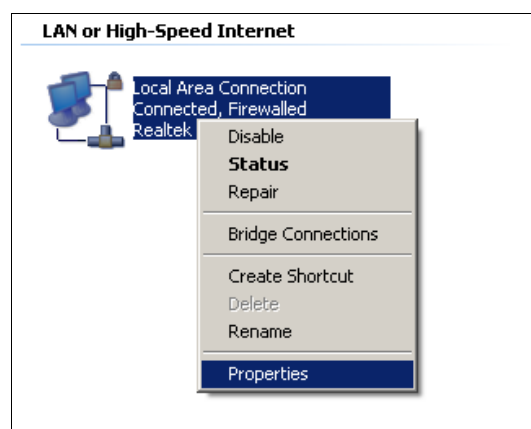 LAN or High-Speed Internet
Local Area Connection
Connected, Firewalled
Realtek
Disable
Status
Repair
Bridge Connections
Create Shortcut
Delete
Rename
Properties